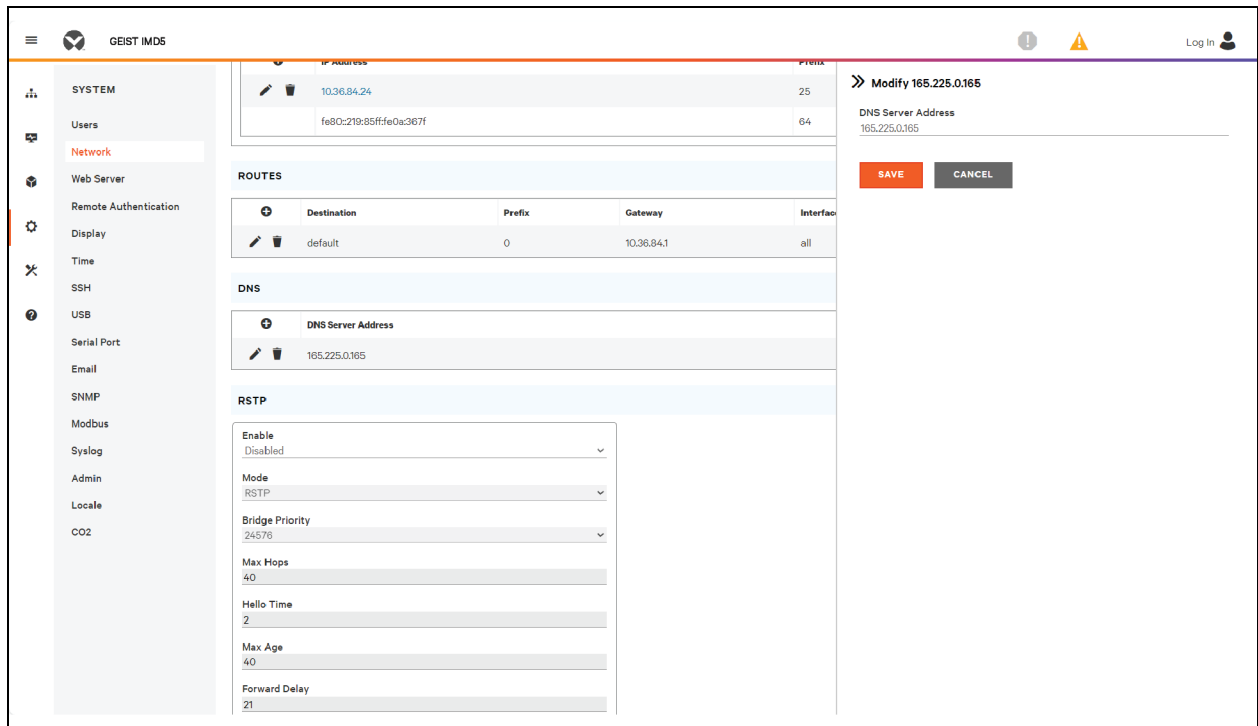 GEIST IMD5
Log In
SYSTEM
Users
Network
Web Server
Remote Authentication
Display
Time
SSH
USB
Serial Port
Email
SNMP
Modbus
Syslog
Admin
Locale
CO2
IP Address Prefix
10.36.84.24 25
fe80::219:85ff:fe0a:367f 64
ROUTES
Destination Prefix Gateway Interface
default 0 10.36.84.1 all
DNS
DNS Server Address
165.225.0.165
RSTP
Enable
Disabled
Mode
RSTP
Bridge Priority
24576
Max Hops
40
Hello Time
2
Max Age
40
Forward Delay
21
Modify 165.225.0.165
DNS Server Address
165.225.0.165
SAVE CANCEL